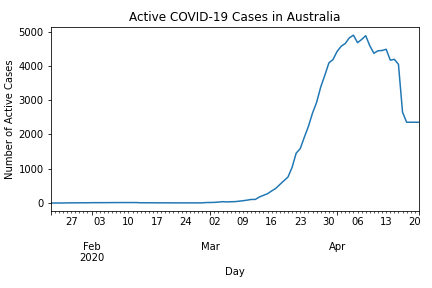 Active COVID-19 Cases in Australia
Number of Active Cases
5000
4000
3000
2000
1000
0
27 03 10 17 24 02 09 16 23 30 06 13 20
Feb Mar Apr
2020
Day